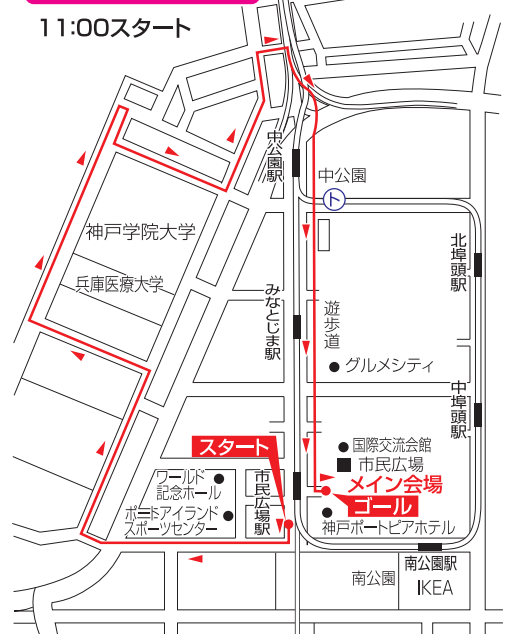 11:00スタート
中公園駅
中公園
ト
神戸学院大学
兵庫医療大学
みなとじま駅
遊歩道
北埠頭駅
グルメシティ
中埠頭駅
スタート
国際交流会館
市民広場
メイン会場
ゴール
ワールド
記念ホール
ポートアイランド
スポーツセンター
市民広場駅
神戸ポートピアホテル
南公園駅
南公園
IKEA